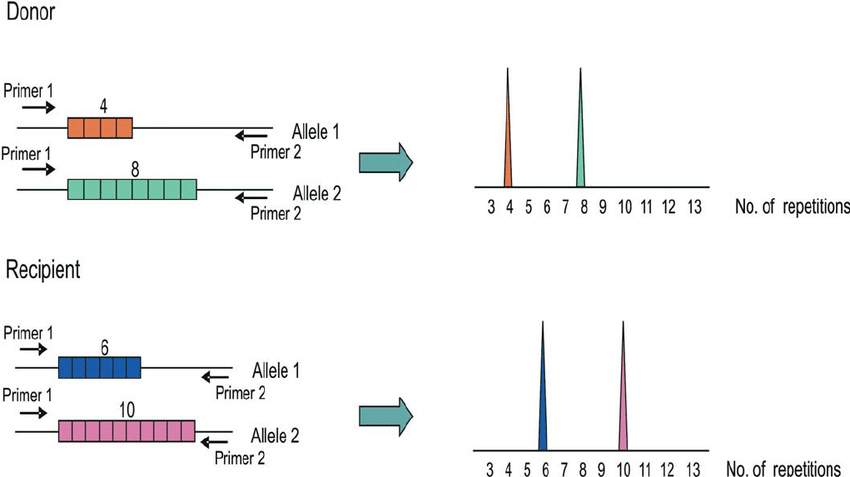 Donor
Primer 1
4
Allele 1
Primer 2
Primer 1
8
Allele 2
Primer 2
3 4 5 6 7 8 9 10 11 12 13 No. of repetitions
Recipient
Primer 1
6
Allele 1
Primer 2
Primer 1
10
Allele 2
Primer 2
3 4 5 6 7 8 9 10 11 12 13 No. of repetitions